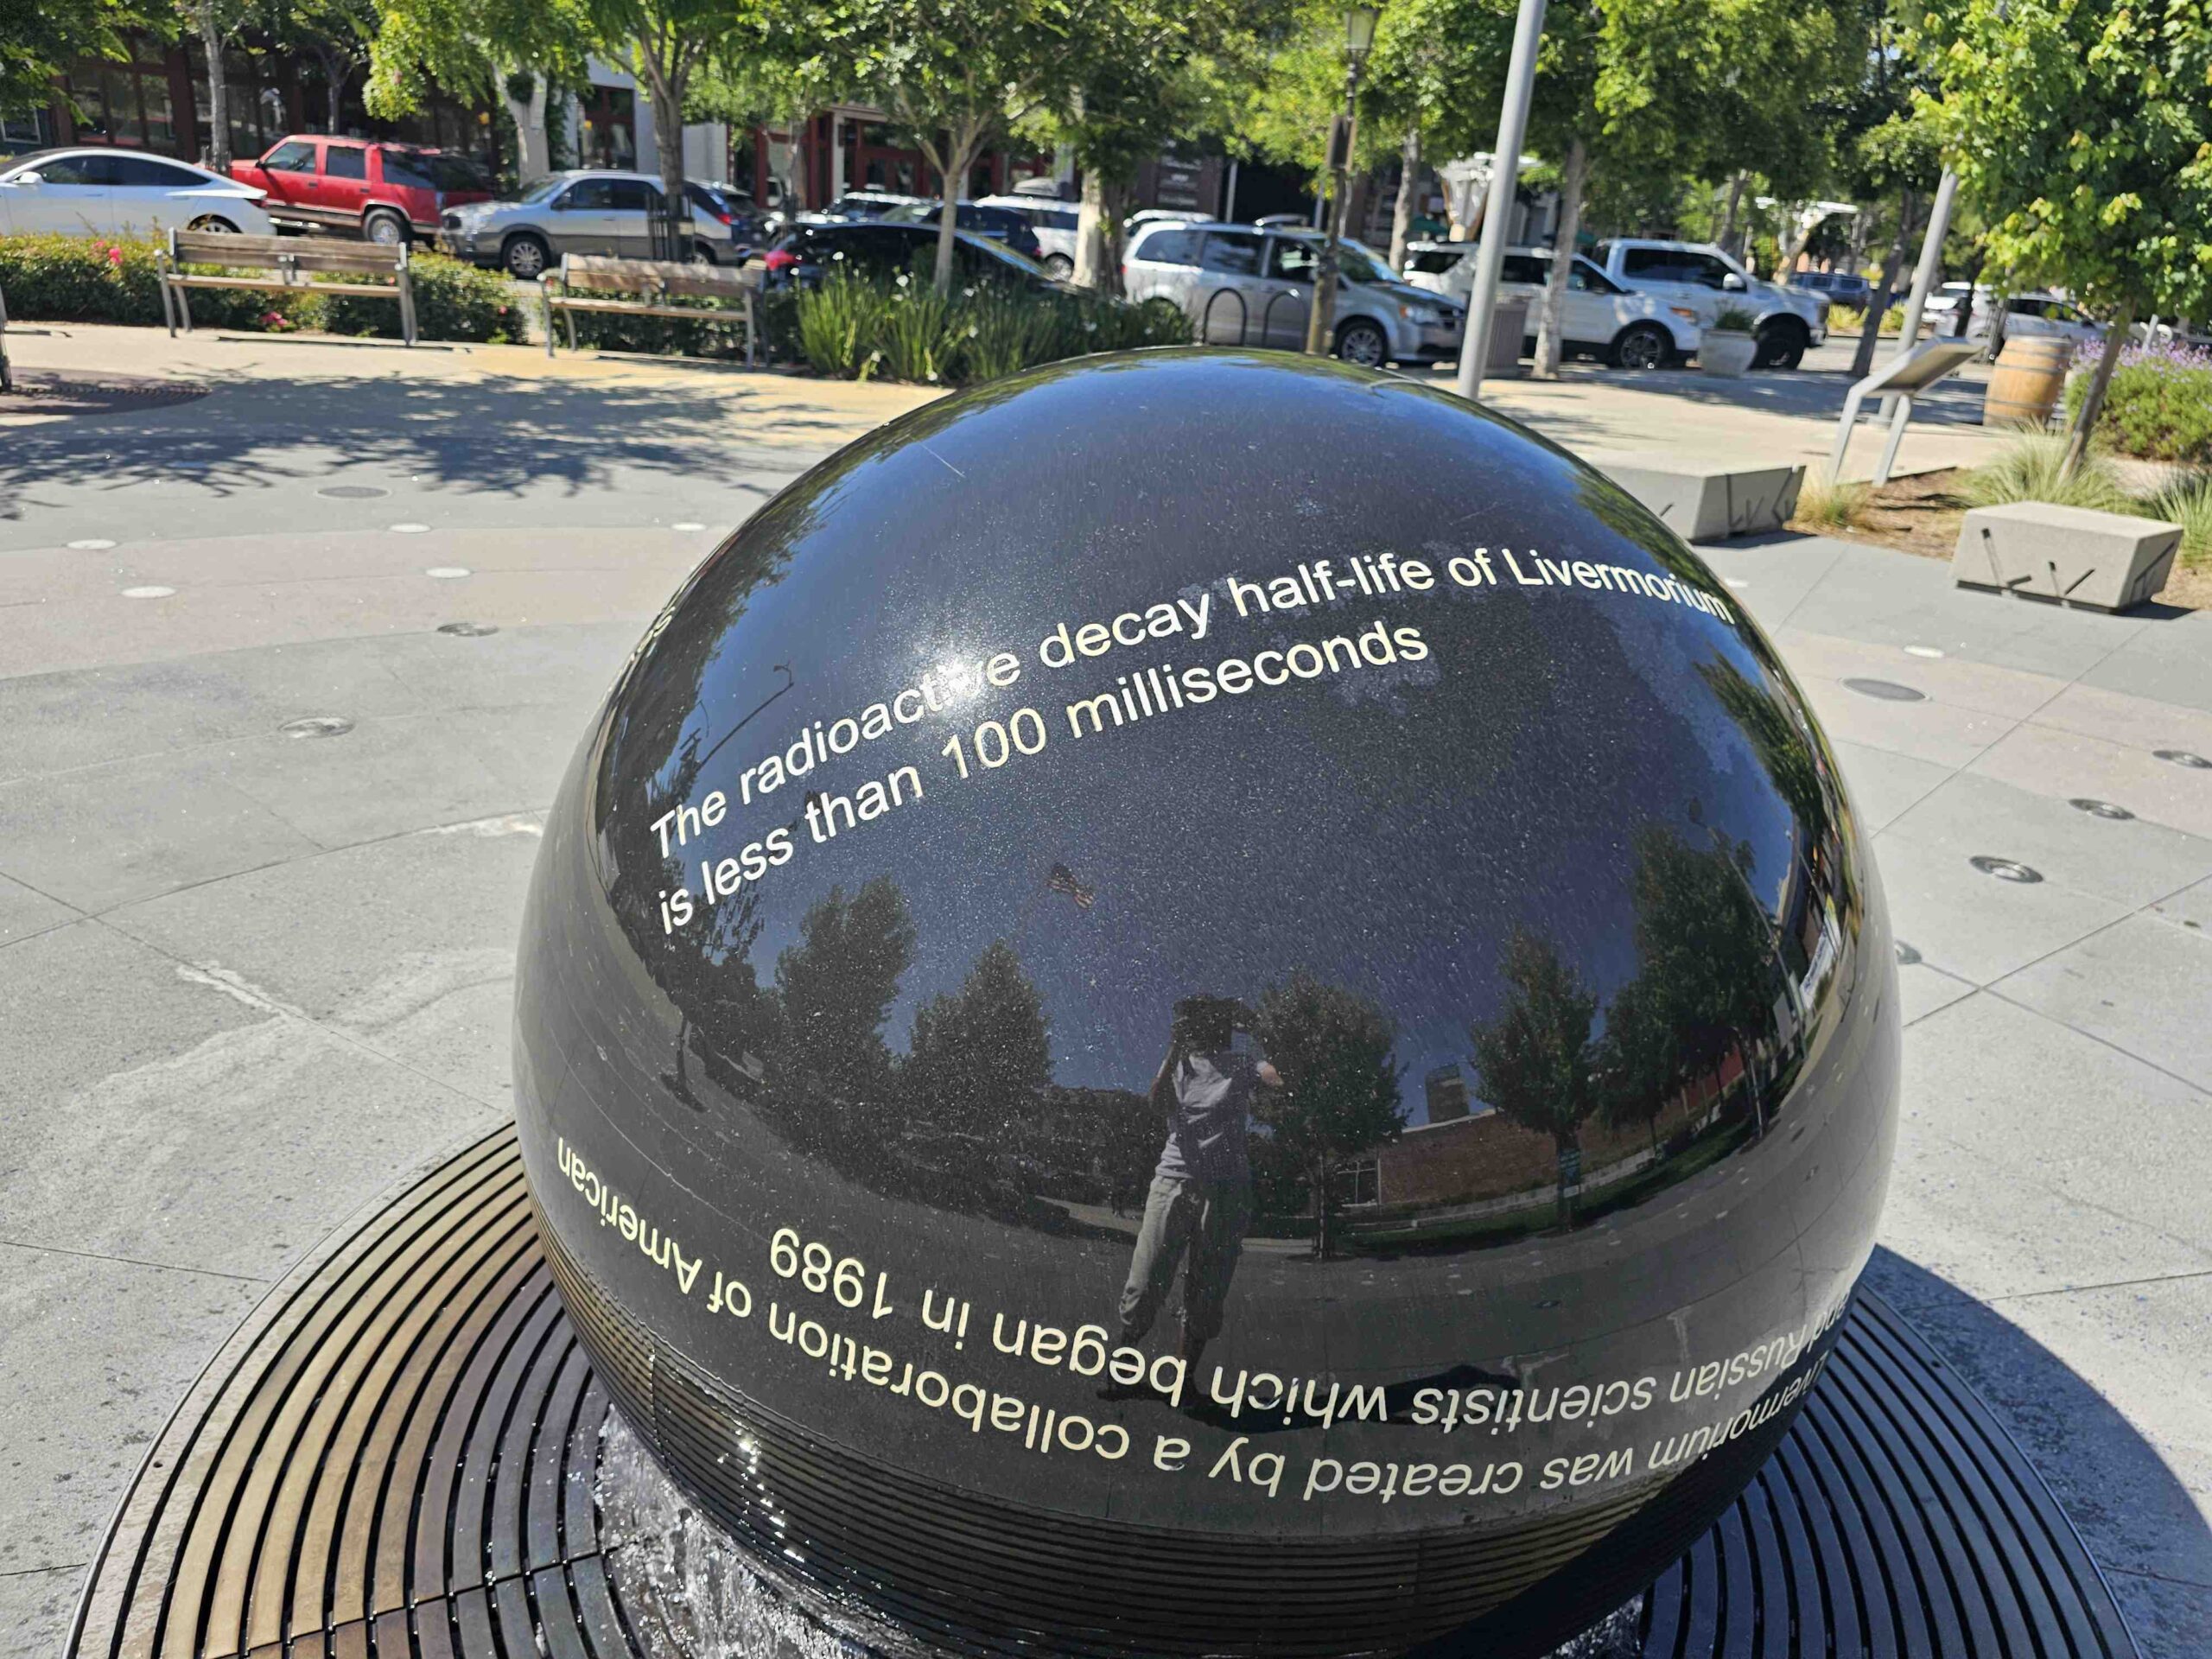 The radioactive decay half-life of Livermorium
is less than 100 milliseconds
Livermorium was created by a collaboration of American
and Russian scientists which began in 1989